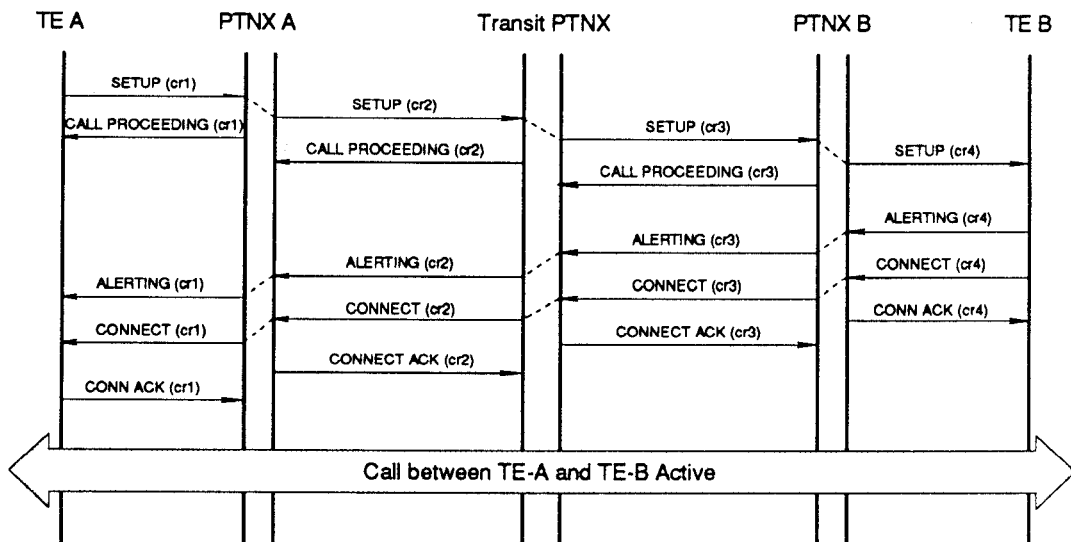 TE A PTNX A Transit PTNX PTNX B TE B
SETUP (cr1)
SETUP (cr2)
CALL PROCEEDING (cr1)
SETUP (cr3)
CALL PROCEEDING (cr2)
SETUP (cr4)
CALL PROCEEDING (cr3)
ALERTING (cr4)
ALERTING (cr3)
ALERTING (cr2)
CONNECT (cr4)
ALERTING (cr1)
CONNECT (cr3)
CONNECT (cr2)
CONN ACK (cr4)
CONNECT (cr1)
CONNECT ACK (cr3)
CONNECT ACK (cr2)
CONN ACK (cr1)
Call between TE-A and TE-B Active